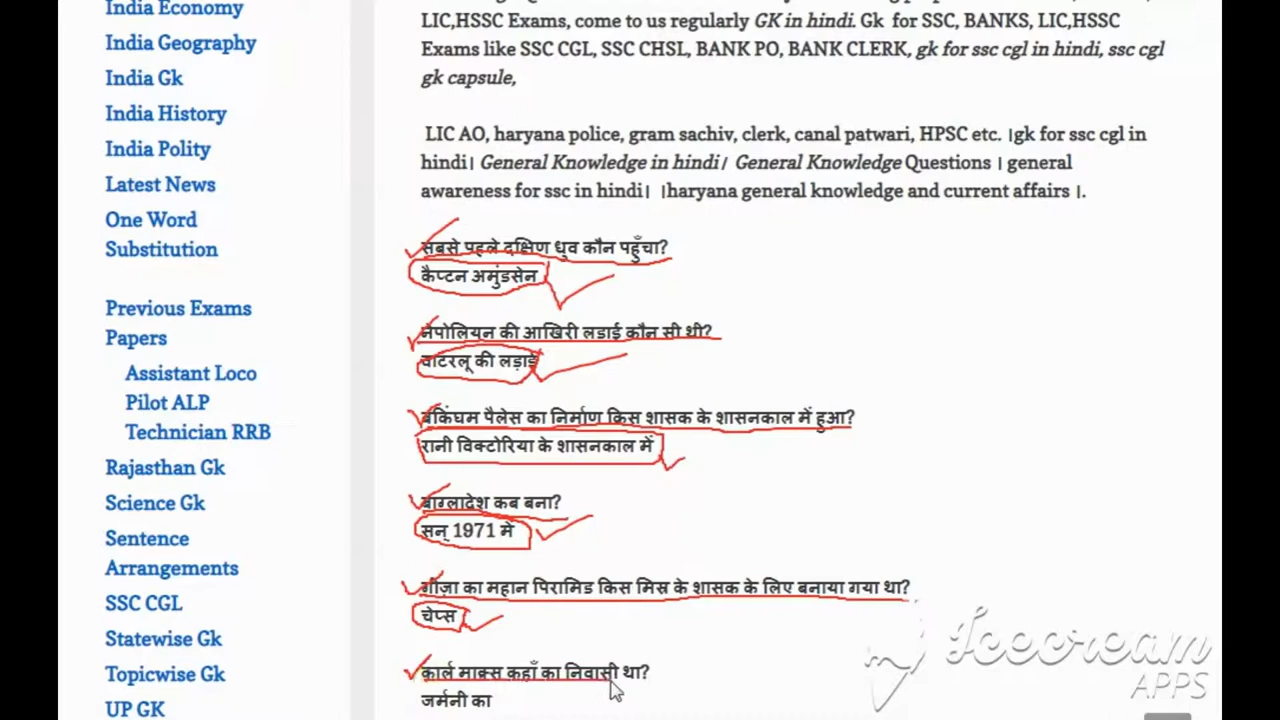 India Economy
India Geography
India Gk
India History
India Polity
Latest News
One Word
Substitution
Previous Exams
Papers
Assistant Loco
Pilot ALP
Technician RRB
Rajasthan Gk
Science Gk
Sentence
Arrangements
SSC CGL
Statewise Gk
Topicwise Gk
UP GK
LIC,HSSC Exams, come to us regularly GK in hindi. Gk for SSC, BANKS, LIC,HSSC
Exams like SSC CGL, SSC CHSL, BANK PO, BANK CLERK, gk for ssc cgl in hindi, ssc cgl
gk capsule,
LIC AO, haryana police, gram sachiv, clerk, canal patwari, HPSC etc. ।gk for ssc cgl in
hindi। General Knowledge in hindi। General Knowledge Questions । general
awareness for ssc in hindi। ।haryana general knowledge and current affairs ।.
सबसे पहले दक्षिण धुव कौन पहुँचा?
कैप्टन अमुंडसेन
नेपोलियन की आखिरी लडाई कौन सी थी?
वाटरलू की लड़ाई
बकिंघम पैलेस का निर्माण किस शासक के शासनकाल में हुआ?
रानी विक्टोरिया के शासनकाल में
बाग्लादेश कब बना?
सन् 1971 में
गीज़ा का महान पिरामिड किस मिस्र के शासक के लिए बनाया गया था?
चेप्स
कार्ल माक्र्स कहाँ का निवासी था?
जर्मनी का
Icecream
APPS